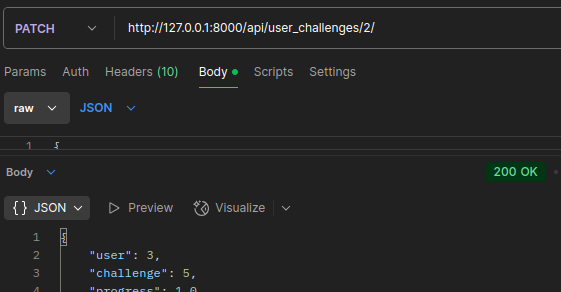 PATCH http://127.0.0.1:8000/api/user_challenges/2/
Params Auth Headers (10) Body Scripts Settings
raw JSON
1 {
Body 200 OK
{} JSON Preview Visualize
1 {
2 "user": 3,
3 "challenge": 5,
4 "progress": 1.0